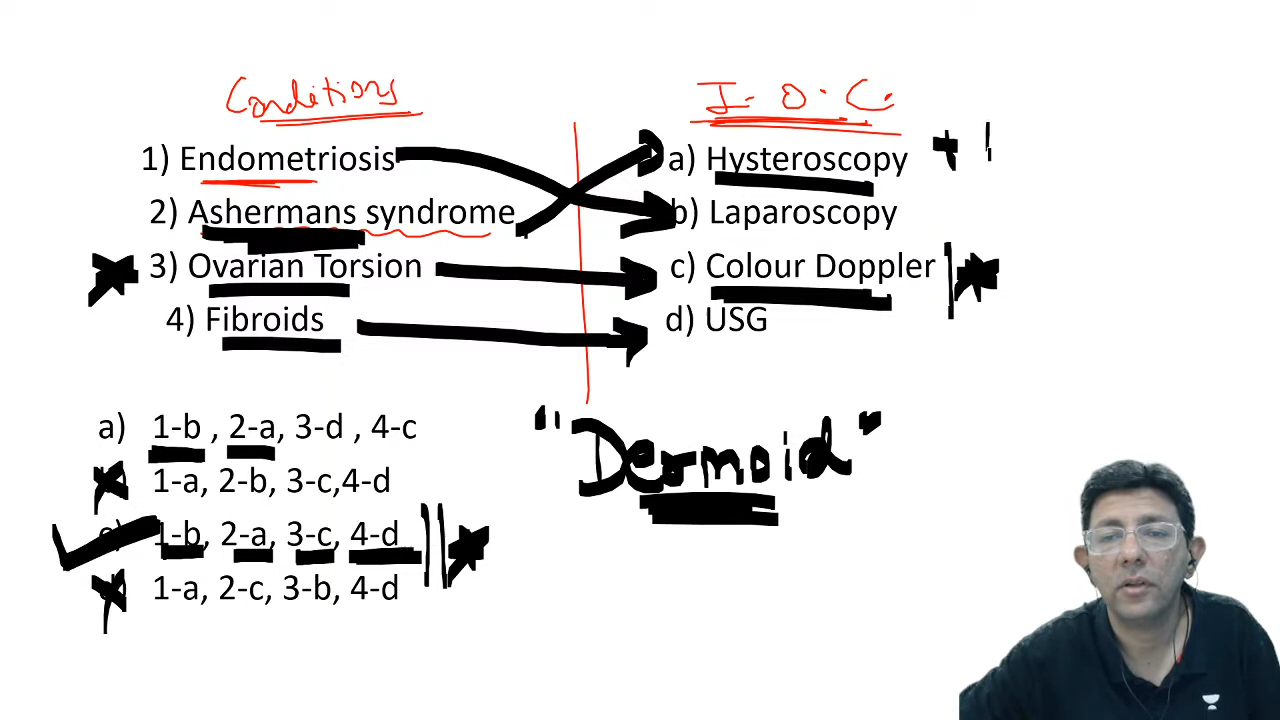 Conditions
I. O. C.
1) Endometriosis
a) Hysteroscopy +
2) Ashermans syndrome
b) Laparoscopy
3) Ovarian Torsion
c) Colour Doppler
4) Fibroids
d) USG
a) 1-b , 2-a, 3-d , 4-c
"Dermoid"
1-a, 2-b, 3-c,4-d
c) 1-b, 2-a, 3-c, 4-d
1-a, 2-c, 3-b, 4-d